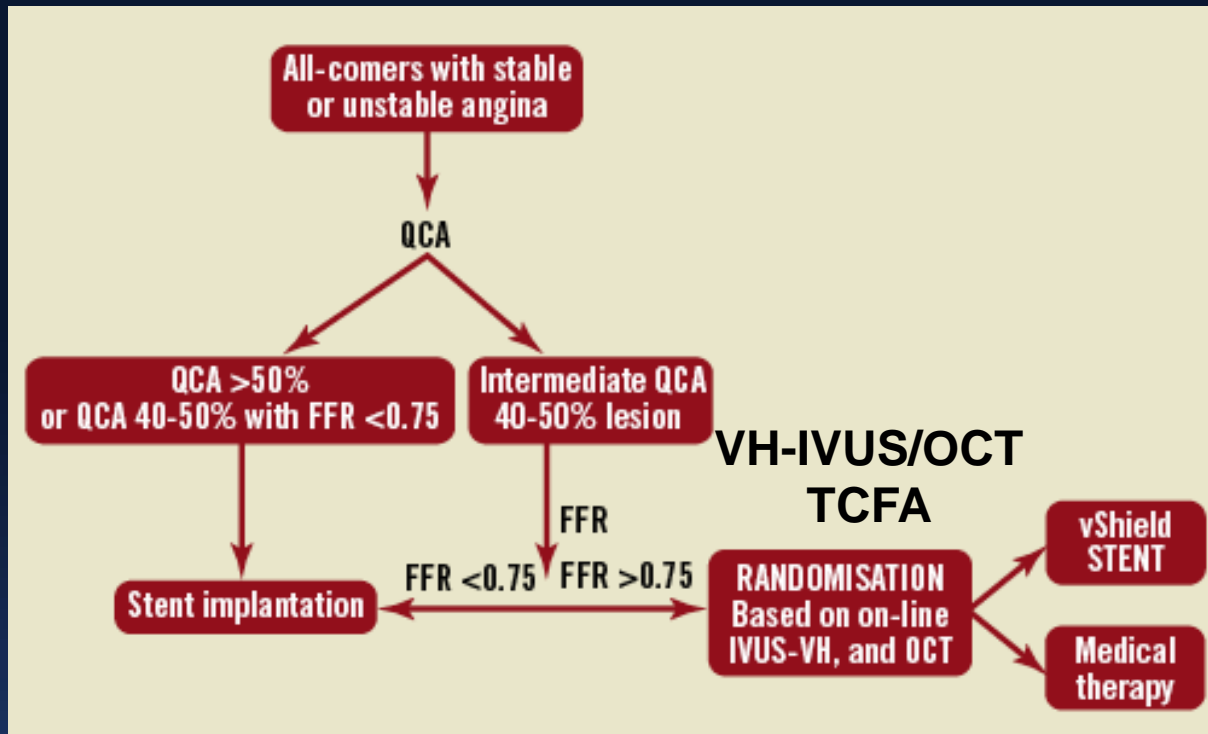 All-comers with stable
or unstable angina
QCA
QCA >50%
or QCA 40-50% with FFR <0.75
Intermediate QCA
40-50% lesion
VH-IVUS/OCT
TCFA
FFR
FFR <0.75
FFR >0.75
Stent implantation
RANDOMISATION
Based on on-line
IVUS-VH, and OCT
vShield
STENT
Medical
therapy